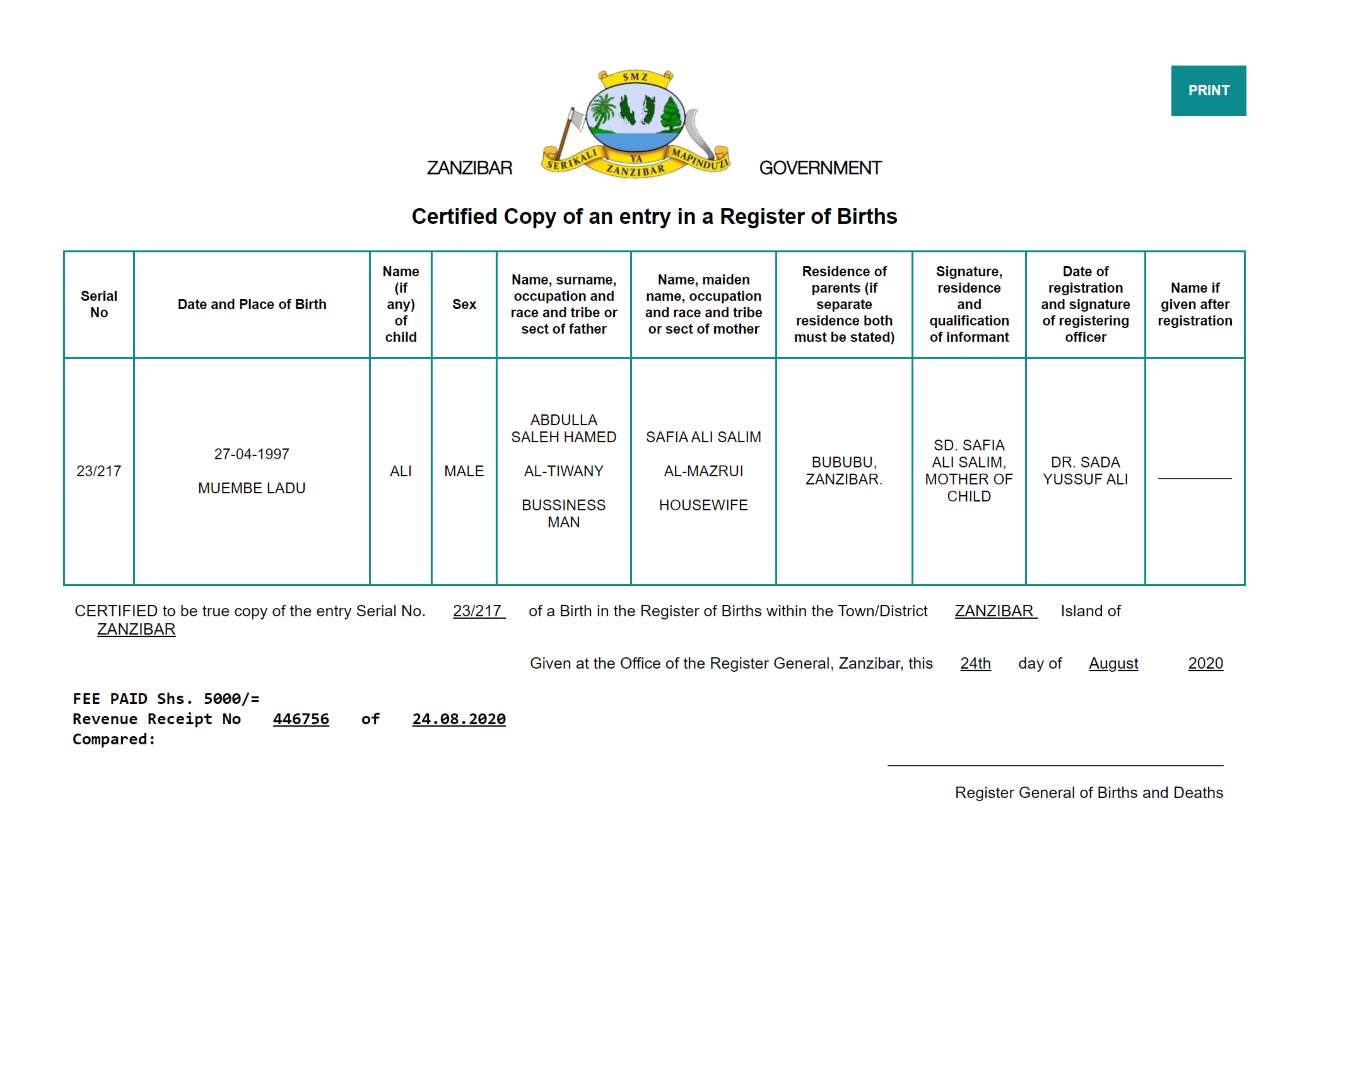 PRINT
SMZ
SERIKALI YA MAPINDUZI
ZANZIBAR
ZANZIBAR GOVERNMENT
Certified Copy of an entry in a Register of Births
Serial
No
Date and Place of Birth
Name
(if
any)
of
child
Sex
Name, surname,
occupation and
race and tribe or
sect of father
Name, maiden
name, occupation
and race and tribe
or sect of mother
Residence of
parents (if
separate
residence both
must be stated)
Signature,
residence
and
qualification
of informant
Date of
registration
and signature
of registering
officer
Name if
given after
registration
23/217
27-04-1997
MUEMBE LADU
ALI
MALE
ABDULLA
SALEH HAMED
AL-TIWANY
BUSSINESS
MAN
SAFIA ALI SALIM
AL-MAZRUI
HOUSEWIFE
BUBUBU,
ZANZIBAR.
SD. SAFIA
ALI SALIM,
MOTHER OF
CHILD
DR. SADA
YUSSUF ALI
CERTIFIED to be true copy of the entry Serial No. 23/217 of a Birth in the Register of Births within the Town/District ZANZIBAR Island of
ZANZIBAR
Given at the Office of the Register General, Zanzibar, this 24th day of August 2020
FEE PAID Shs. 5000/=
Revenue Receipt No 446756 of 24.08.2020
Compared:
Register General of Births and Deaths